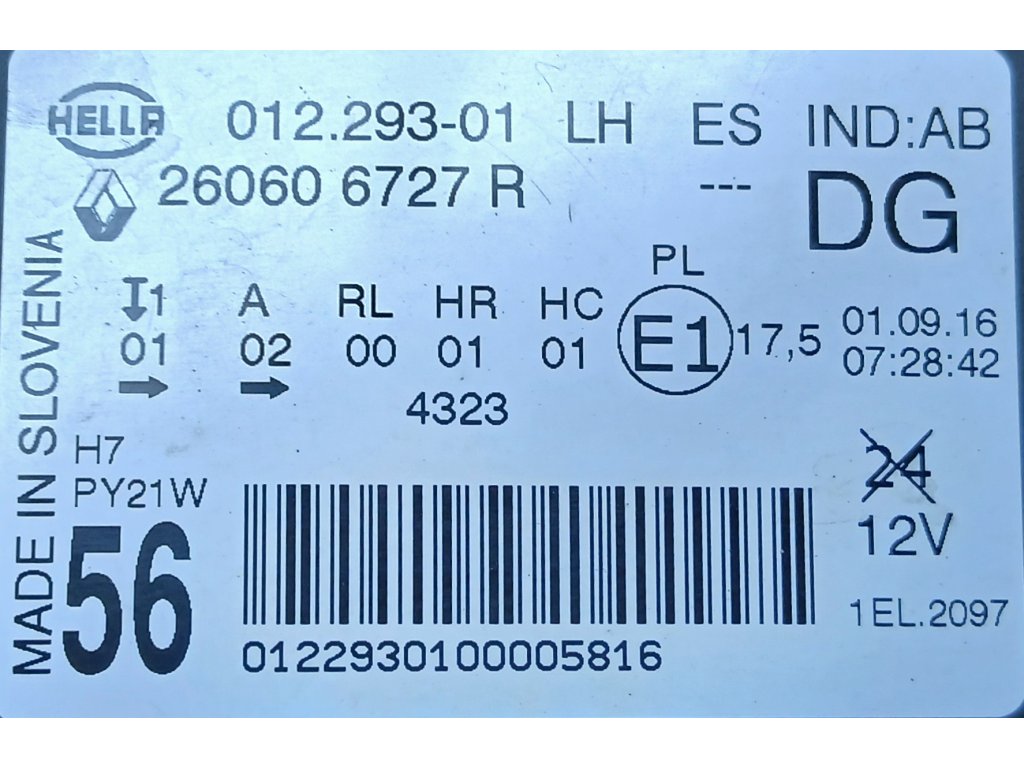 HELLA 012.293-01 LH ES IND:AB
26060 6727 R --- DG
MADE IN SLOVENIA
PL
I1 A RL HR HC
01 02 00 01 01
E1 17,5
4323
01.09.16
07:28:42
H7
PY21W
56
24
12V
1EL.2097
0122930100005816